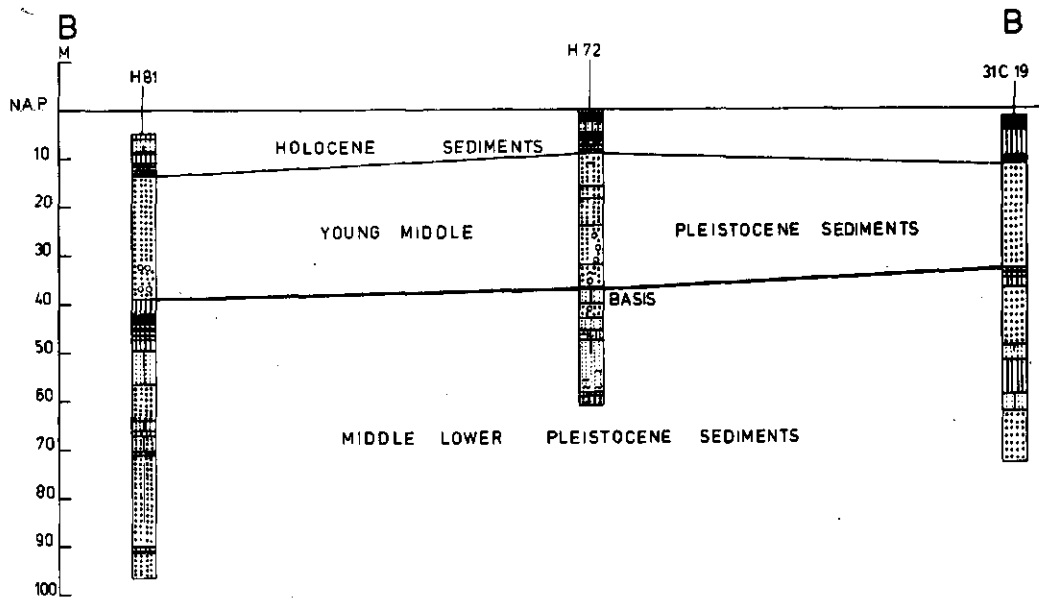 B B
M
H81 H72 31C 19
N.A.P
HOLOCENE SEDIMENTS
10
20
YOUNG MIDDLE PLEISTOCENE SEDIMENTS
30
40
BASIS
50
60
MIDDLE LOWER PLEISTOCENE SEDIMENTS
70
80
90
100